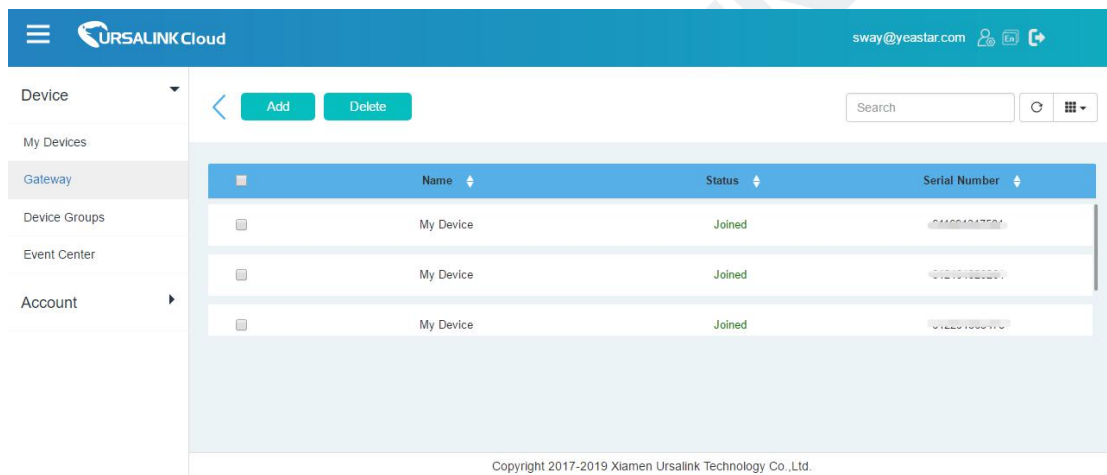 URSALINK Cloud
sway@yeastar.com En
Device
Add Delete Search
My Devices
Gateway
Name Status Serial Number
Device Groups
My Device Joined
Event Center
My Device Joined
Account
My Device Joined
Copyright 2017-2019 Xiamen Ursalink Technology Co.,Ltd.